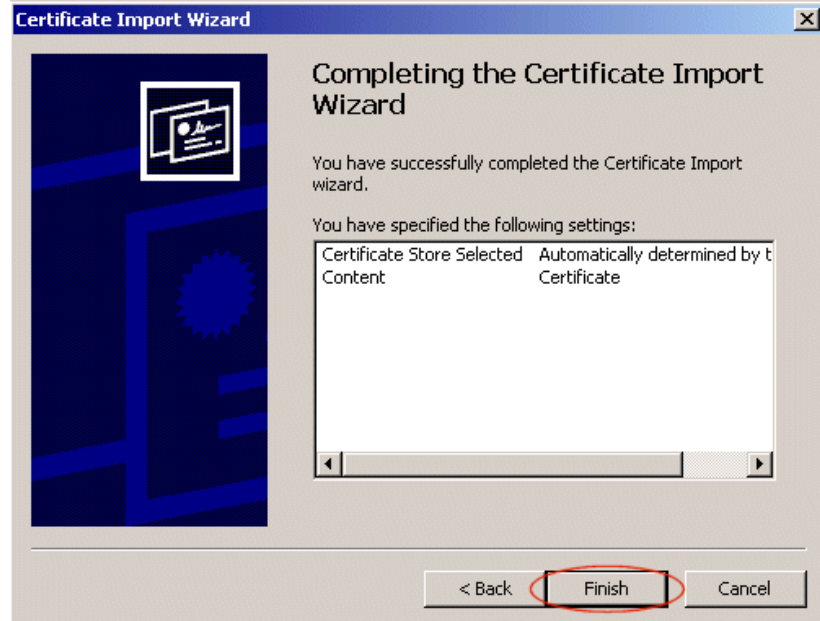 Certificate Import Wizard
Completing the Certificate Import
Wizard
You have successfully completed the Certificate Import
wizard.
You have specified the following settings:
Certificate Store Selected Automatically determined by t
Content Certificate
< Back Finish Cancel